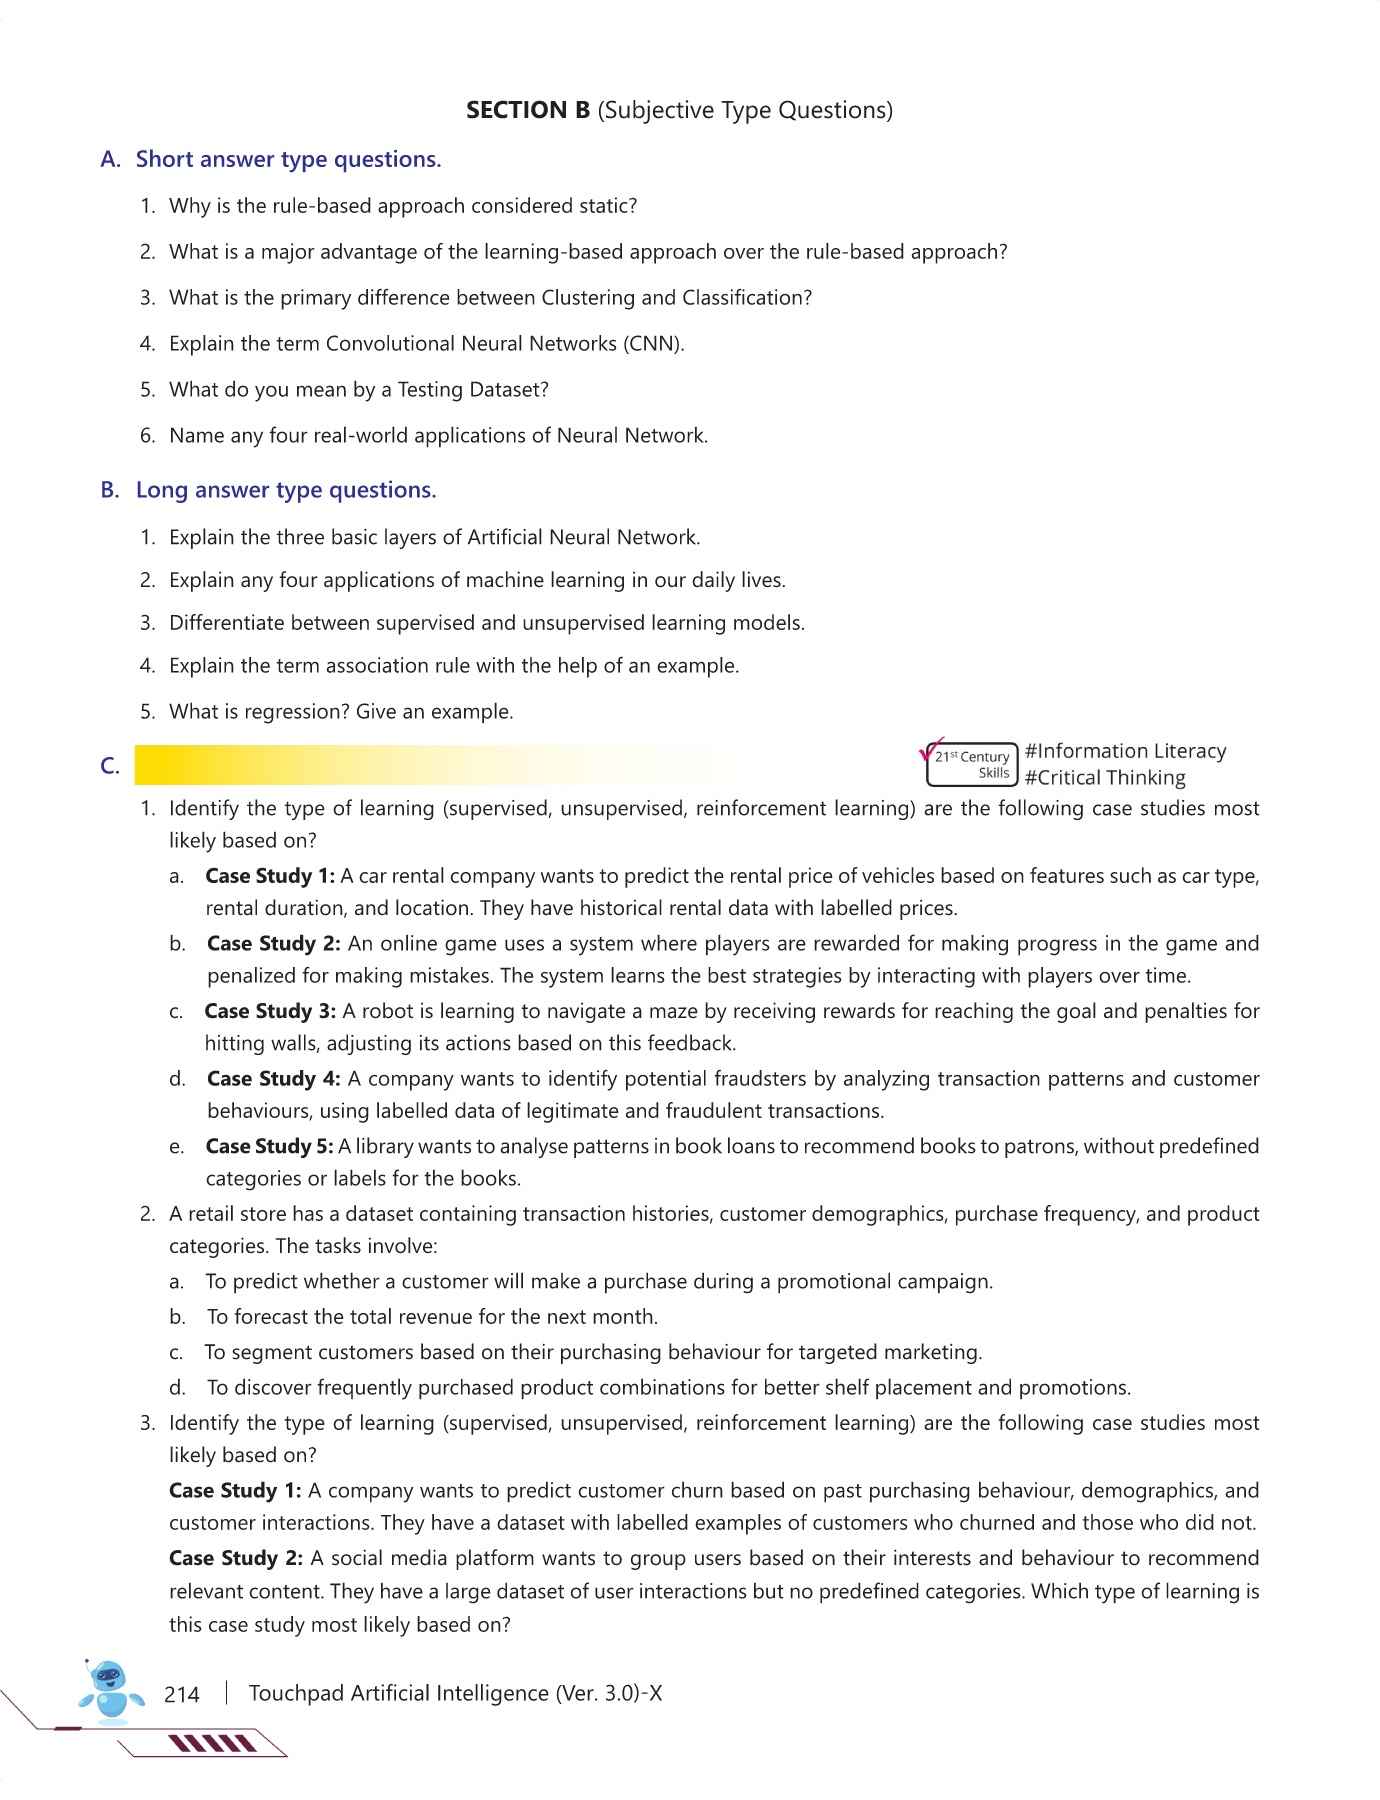 SECTION B (Subjective Type Questions)
A. Short answer type questions.
1. Why is the rule-based approach considered static?
2. What is a major advantage of the learning-based approach over the rule-based approach?
3. What is the primary difference between Clustering and Classification?
4. Explain the term Convolutional Neural Networks (CNN).
5. What do you mean by a Testing Dataset?
6. Name any four real-world applications of Neural Network.
B. Long answer type questions.
1. Explain the three basic layers of Artificial Neural Network.
2. Explain any four applications of machine learning in our daily lives.
3. Differentiate between supervised and unsupervised learning models.
4. Explain the term association rule with the help of an example.
5. What is regression? Give an example.
C.
21st Century
Skills
#Information Literacy
#Critical Thinking
1. Identify the type of learning (supervised, unsupervised, reinforcement learning) are the following case studies most
likely based on?
a. Case Study 1: A car rental company wants to predict the rental price of vehicles based on features such as car type,
rental duration, and location. They have historical rental data with labelled prices.
b. Case Study 2: An online game uses a system where players are rewarded for making progress in the game and
penalized for making mistakes. The system learns the best strategies by interacting with players over time.
c. Case Study 3: A robot is learning to navigate a maze by receiving rewards for reaching the goal and penalties for
hitting walls, adjusting its actions based on this feedback.
d. Case Study 4: A company wants to identify potential fraudsters by analyzing transaction patterns and customer
behaviours, using labelled data of legitimate and fraudulent transactions.
e. Case Study 5: A library wants to analyse patterns in book loans to recommend books to patrons, without predefined
categories or labels for the books.
2. A retail store has a dataset containing transaction histories, customer demographics, purchase frequency, and product
categories. The tasks involve:
a. To predict whether a customer will make a purchase during a promotional campaign.
b. To forecast the total revenue for the next month.
c. To segment customers based on their purchasing behaviour for targeted marketing.
d. To discover frequently purchased product combinations for better shelf placement and promotions.
3. Identify the type of learning (supervised, unsupervised, reinforcement learning) are the following case studies most
likely based on?
Case Study 1: A company wants to predict customer churn based on past purchasing behaviour, demographics, and
customer interactions. They have a dataset with labelled examples of customers who churned and those who did not.
Case Study 2: A social media platform wants to group users based on their interests and behaviour to recommend
relevant content. They have a large dataset of user interactions but no predefined categories. Which type of learning is
this case study most likely based on?
214 | Touchpad Artificial Intelligence (Ver. 3.0)-X